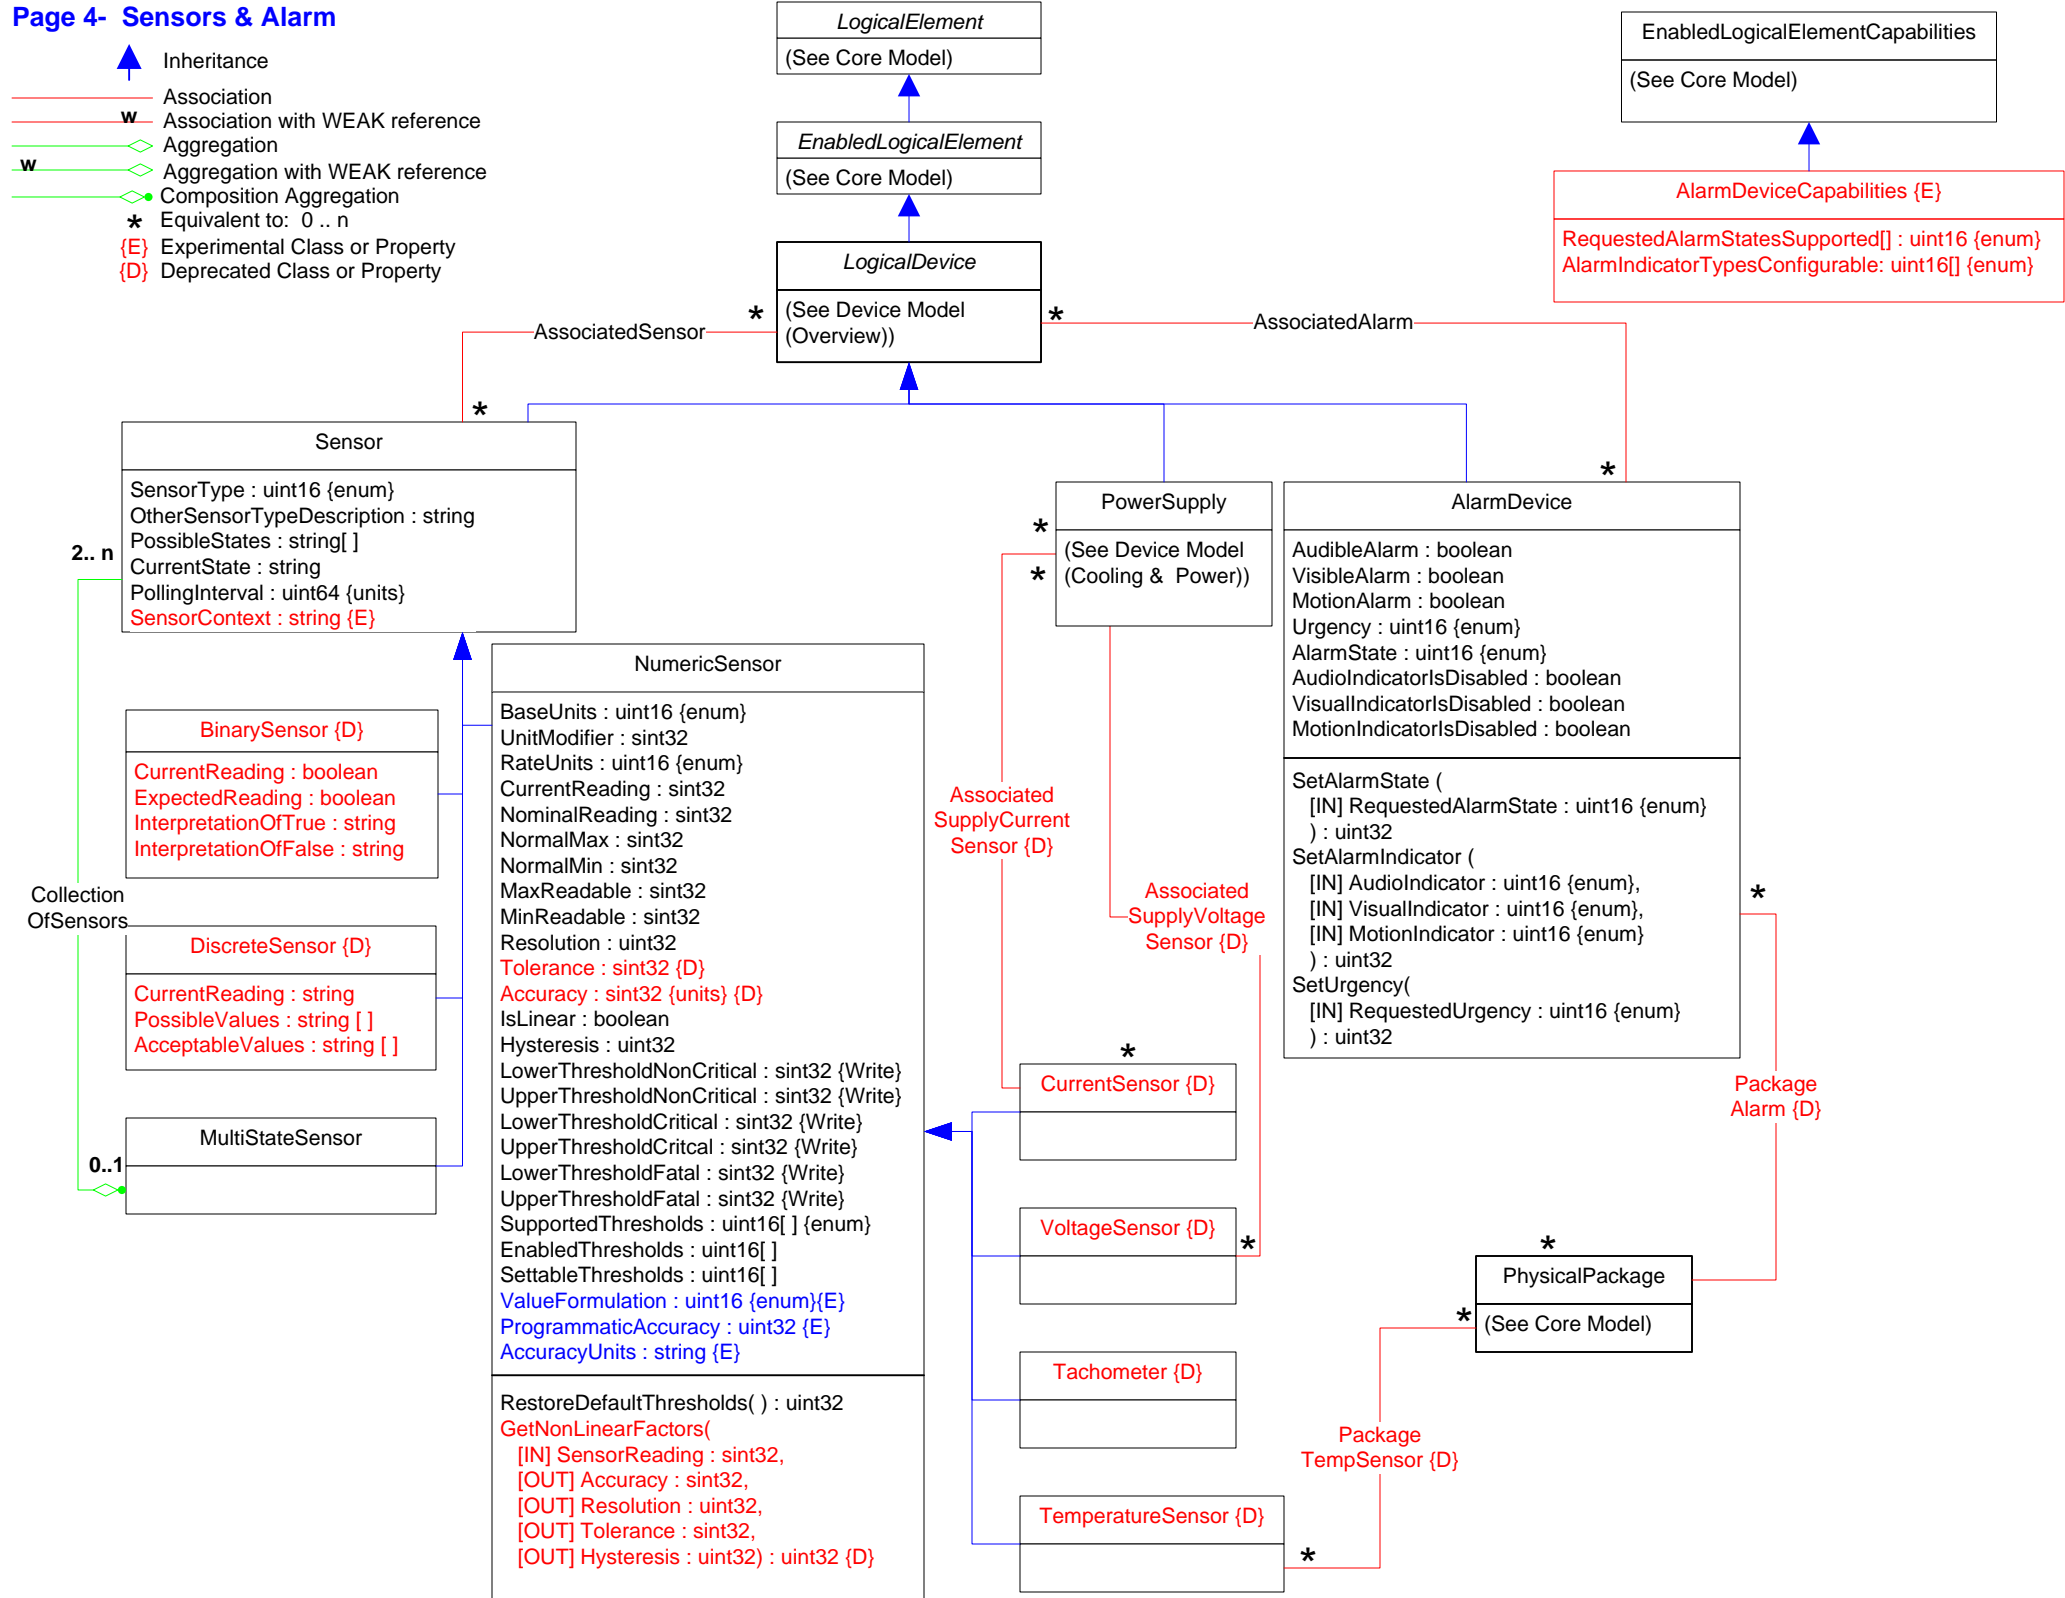 Page 4-  Sensors & Alarm
Inheritance
Association
w
Association with WEAK reference
Aggregation
w
Aggregation with WEAK reference
Composition Aggregation
* Equivalent to:  0 .. n
{E} Experimental Class or Property
{D} Deprecated Class or Property
LogicalElement
(See Core Model)
EnabledLogicalElement
(See Core Model)
LogicalDevice
(See Device Model
(Overview))
EnabledLogicalElementCapabilities
(See Core Model)
AlarmDeviceCapabilities {E}
RequestedAlarmStatesSupported[] : uint16 {enum}
AlarmIndicatorTypesConfigurable: uint16[] {enum}
*
AssociatedSensor
*
*
AssociatedAlarm
*
Sensor
SensorType : uint16 {enum}
OtherSensorTypeDescription : string
PossibleStates : string[ ]
CurrentState : string
PollingInterval : uint64 {units}
SensorContext : string {E}
2.. n
Collection
OfSensors
0..1
BinarySensor {D}
CurrentReading : boolean
ExpectedReading : boolean
InterpretationOfTrue : string
InterpretationOfFalse : string
DiscreteSensor {D}
CurrentReading : string
PossibleValues : string [ ]
AcceptableValues : string [ ]
MultiStateSensor
NumericSensor
BaseUnits : uint16 {enum}
UnitModifier : sint32
RateUnits : uint16 {enum}
CurrentReading : sint32
NominalReading : sint32
NormalMax : sint32
NormalMin : sint32
MaxReadable : sint32
MinReadable : sint32
Resolution : uint32
Tolerance : sint32 {D}
Accuracy : sint32 {units} {D}
IsLinear : boolean
Hysteresis : uint32
LowerThresholdNonCritical : sint32 {Write}
UpperThresholdNonCritical : sint32 {Write}
LowerThresholdCritical : sint32 {Write}
UpperThresholdCritcal : sint32 {Write}
LowerThresholdFatal : sint32 {Write}
UpperThresholdFatal : sint32 {Write}
SupportedThresholds : uint16[ ] {enum}
EnabledThresholds : uint16[ ]
SettableThresholds : uint16[ ]
ValueFormulation : uint16 {enum}{E}
ProgrammaticAccuracy : uint32 {E}
AccuracyUnits : string {E}
RestoreDefaultThresholds( ) : uint32
GetNonLinearFactors(
[IN] SensorReading : sint32,
[OUT] Accuracy : sint32,
[OUT] Resolution : uint32,
[OUT] Tolerance : sint32,
[OUT] Hysteresis : uint32) : uint32 {D}
PowerSupply
(See Device Model
(Cooling &  Power))
*
*
Associated
SupplyCurrent
Sensor {D}
Associated
SupplyVoltage
Sensor {D}
AlarmDevice
AudibleAlarm : boolean
VisibleAlarm : boolean
MotionAlarm : boolean
Urgency : uint16 {enum}
AlarmState : uint16 {enum}
AudioIndicatorIsDisabled : boolean
VisualIndicatorIsDisabled : boolean
MotionIndicatorIsDisabled : boolean
SetAlarmState (
[IN] RequestedAlarmState : uint16 {enum}
) : uint32
SetAlarmIndicator (
[IN] AudioIndicator : uint16 {enum},
[IN] VisualIndicator : uint16 {enum},
[IN] MotionIndicator : uint16 {enum}
) : uint32
SetUrgency(
[IN] RequestedUrgency : uint16 {enum}
) : uint32
*
Package
Alarm {D}
*
CurrentSensor {D}
VoltageSensor {D}
*
Tachometer {D}
TemperatureSensor {D}
*
Package
TempSensor {D}
*
*
PhysicalPackage
(See Core Model)